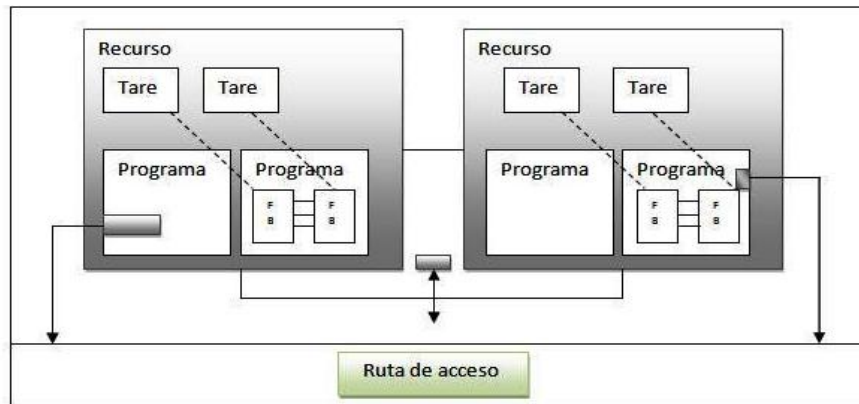 Recurso
Recurso
Tare
Tare
Tare
Tare
Programa
Programa
Programa
Programa
F
F
F
F
B
B
B
B
Ruta de acceso